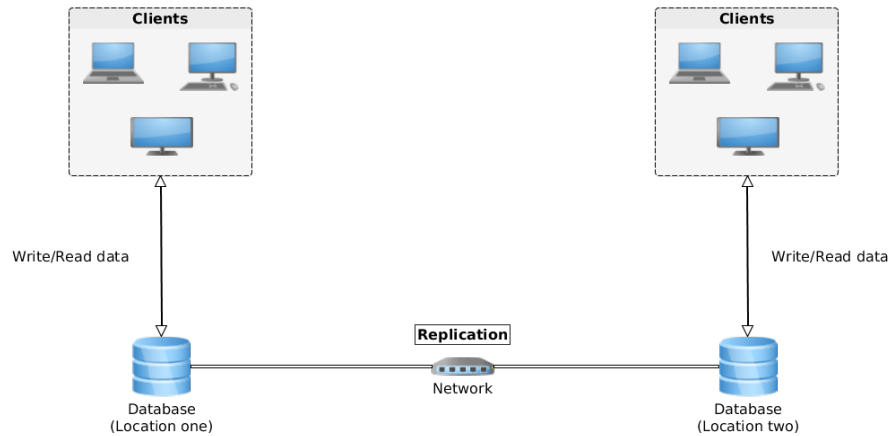 Clients
Clients
Write/Read data
Write/Read data
Replication
Network
Database
(Location one)
Database
(Location two)